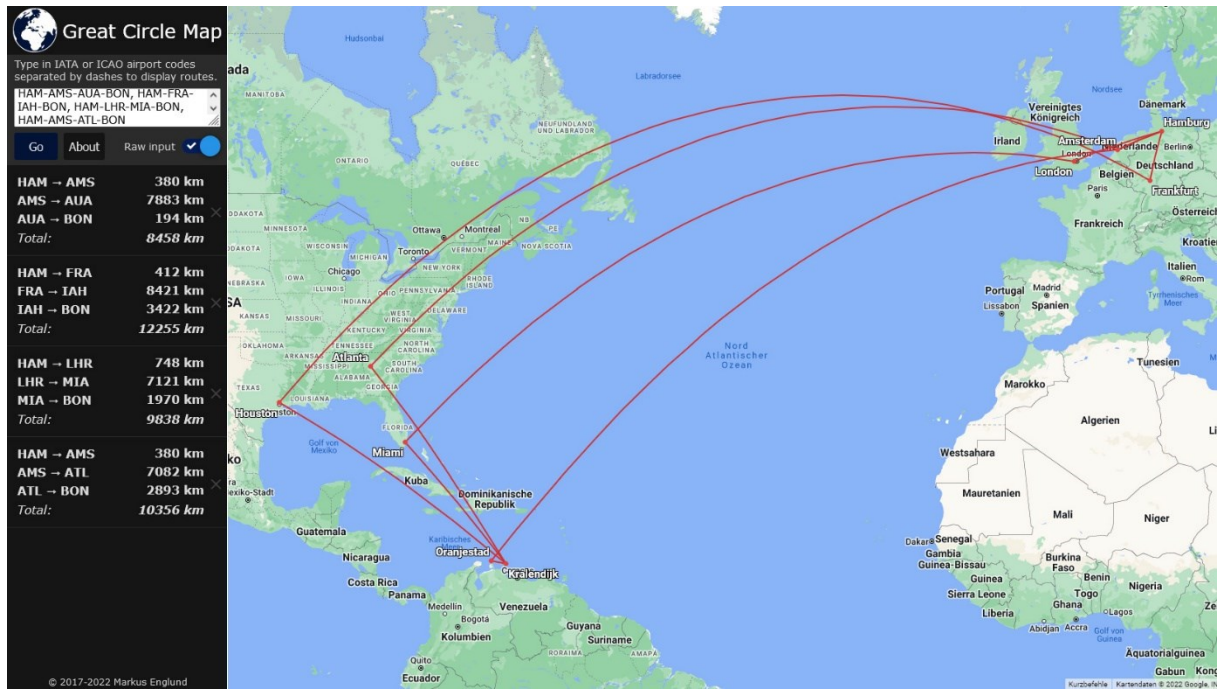 Great Circle Map
Type in IATA or ICAO airport codes
separated by dashes to display routes.
HAM-AMS-AUA-BON, HAM-FRA-
IAH-BON, HAM-LHR-MIA-BON,
HAM-AMS-ATL-BON
Go About Raw input
HAM → AMS 380 km
AMS → AUA 7883 km
AUA → BON 194 km
Total: 8458 km
HAM → FRA 412 km
FRA → IAH 8421 km
IAH → BON 3422 km
Total: 12255 km
HAM → LHR 748 km
LHR → MIA 7121 km
MIA → BON 1970 km
Total: 9838 km
HAM → AMS 380 km
AMS → ATL 7082 km
ATL → BON 2893 km
Total: 10356 km
© 2017-2022 Markus Englund
Hudsonbai
Labradorsee
ada
MANITOBA
ONTARIO
QUÉBEC
NEUFUNDLAND
UND LABRADOR
NB
PE
NOVA SCOTIA
Ottawa
Montreal
Toronto
MAINE
VERMONT
MINNESOTA
WISCONSIN
MICHIGAN
NEW YORK
RHODE
ISLAND
Chicago
IOWA
ILLINOIS
INDIANA
OHIO
PENNSYLVANIA
NEBRASKA
KANSAS
MISSOURI
WEST
VIRGINIA
DELAWARE
KENTUCKY
VIRGINIA
OKLAHOMA
TENNESSEE
NORTH
CAROLINA
ARKANSAS
MISSISSIPPI
Atlanta
SOUTH
CAROLINA
ALABAMA
GEORGIA
TEXAS
LOUISIANA
Houston
FLORIDA
Miami
Golf von
Mexiko
Kuba
Dominikanische
Republik
Guatemala
Karibisches
Oranjestad
Kralendijk
Nicaragua
Costa Rica
Panama
Medellín
Bogotá
Kolumbien
Venezuela
Guyana
Suriname
RORAIMA
AMAPÁ
Quito
Ecuador
Nord
Atlantischer
Ozean
Vereinigtes
Königreich
Nordsee
Dänemark
Hamburg
Irland
Amsterdam
Berlin
London
London
Belgien
Deutschland
Frankfurt
Paris
Frankreich
Österreich
Kroatien
Italien
Rom
Tyrrhenisches
Meer
Portugal
Lissabon
Madrid
Spanien
Tunesien
Marokko
Algerien
Westsahara
Mauretanien
Mali
Niger
Dakar
Senegal
Gambia
Guinea-Bissau
Guinea
Sierra Leone
Liberia
Burkina
Faso
Benin
Togo
Ghana
Nigeria
Lagos
Abidjan
Accra
Golf von
Guinea
Äquatorialguinea
Gabun
Kurzbefehle Kartendaten © 2022 Google, IN